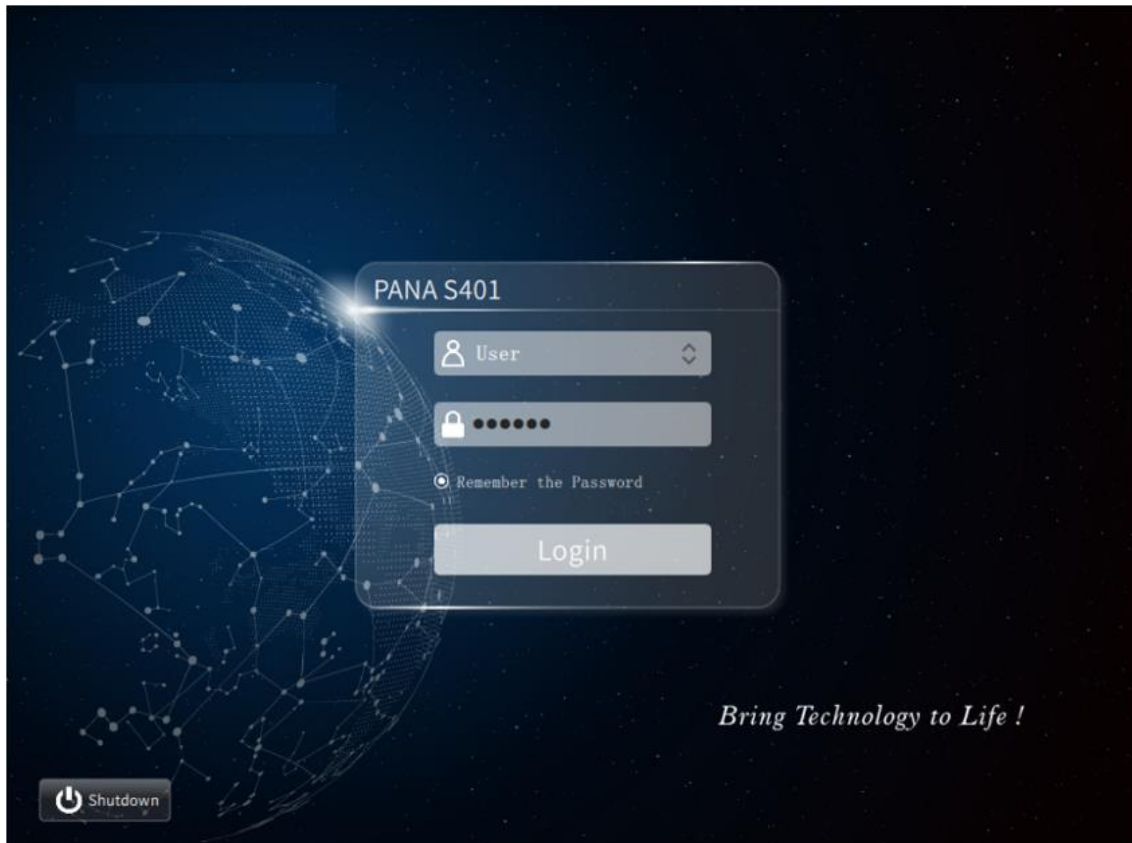 PANA S401
User
●●●●●●
Remember the Password
Login
Bring Technology to Life !
Shutdown